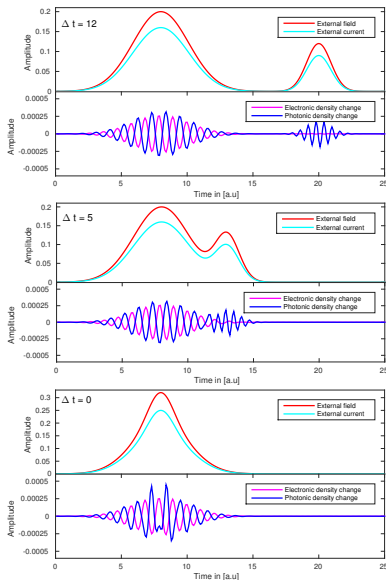 Δ t = 12
External field
External current
Amplitude
0.2
0.15
0.1
0.05
0
Electronic density change
Photonic density change
Amplitude
0.0005
0.00025
0
-0.00025
-0.0005
0 5 10 15 20 25
Time in [a.u]
Δ t = 5
External field
External current
Amplitude
0.2
0.15
0.1
0.05
0
Electronic density change
Photonic density change
Amplitude
0.0005
0.00025
0
-0.00025
-0.0005
0 5 10 15 20 25
Time in [a.u]
Δ t = 0
External field
External current
Amplitude
0.3
0.25
0.2
0.15
0.1
0.05
0
Electronic density change
Photonic density change
Amplitude
0.0005
0.00025
0
-0.00025
-0.0005
0 5 10 15 20 25
Time in [a.u]